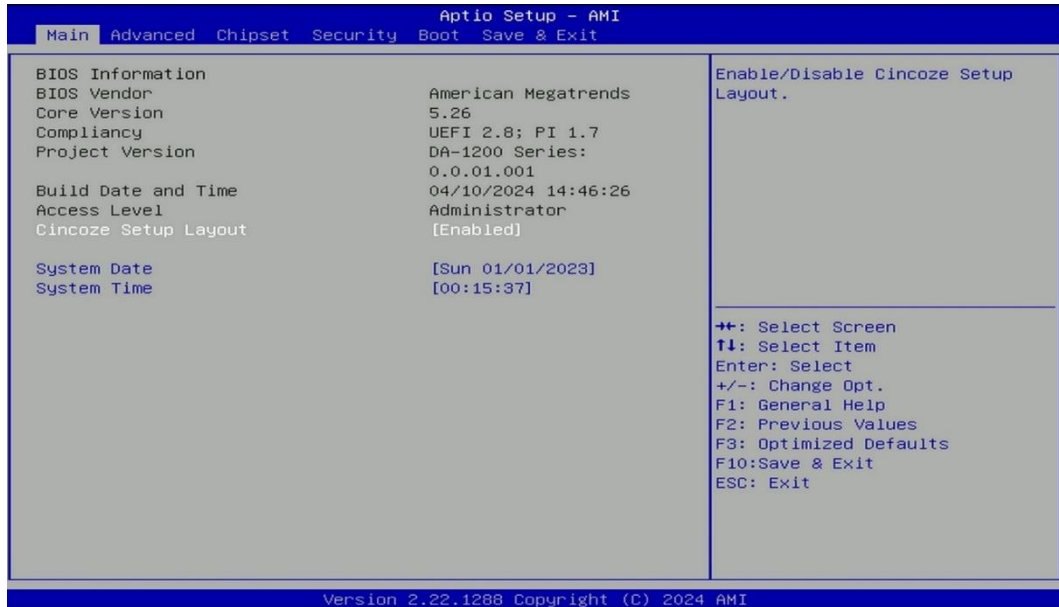 Aptio Setup – AMI
Main Advanced Chipset Security Boot Save & Exit
BIOS Information
BIOS Vendor American Megatrends
Core Version 5.26
Compliancy UEFI 2.8; PI 1.7
Project Version DA-1200 Series:
0.0.01.001
Build Date and Time 04/10/2024 14:46:26
Access Level Administrator
Cincoze Setup Layout [Enabled]
System Date [Sun 01/01/2023]
System Time [00:15:37]
Enable/Disable Cincoze Setup
Layout.
→←: Select Screen
↑↓: Select Item
Enter: Select
+/-: Change Opt.
F1: General Help
F2: Previous Values
F3: Optimized Defaults
F10:Save & Exit
ESC: Exit
Version 2.22.1288 Copyright (C) 2024 AMI